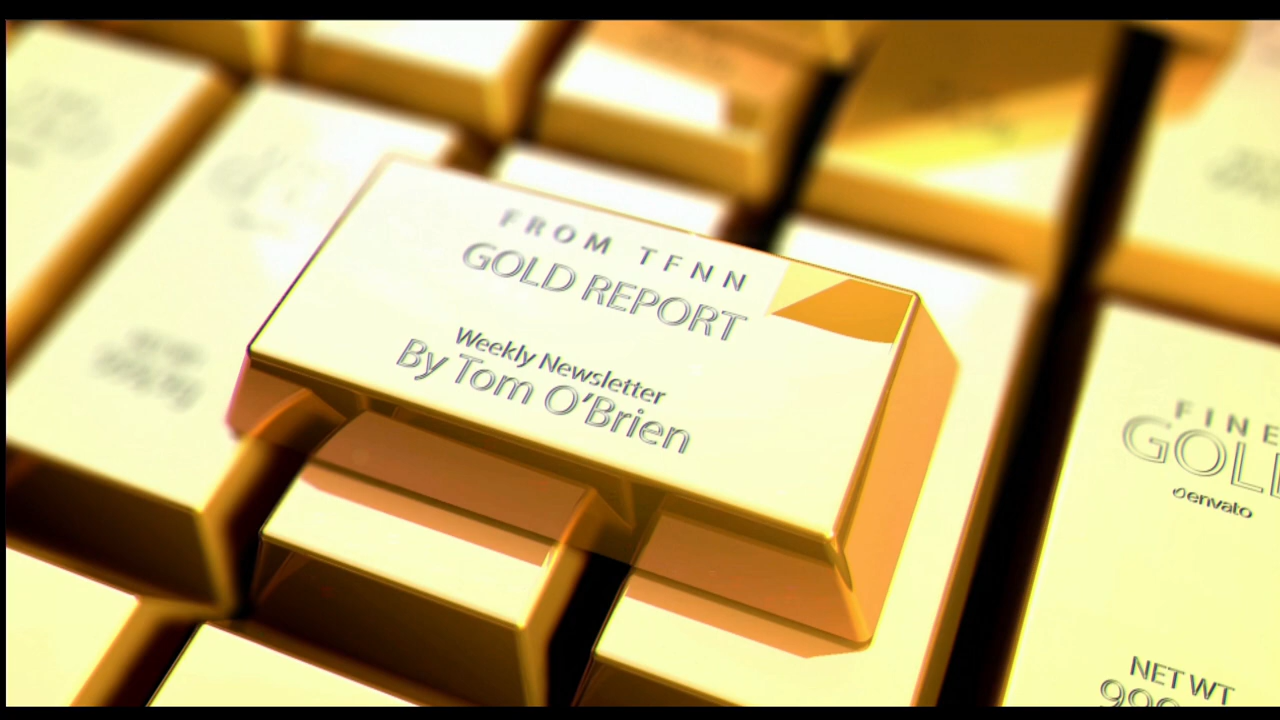 FROM TFNN
GOLD REPORT
Weekly Newsletter
By Tom O'Brien
FINE
GOLD
envato
NET WT